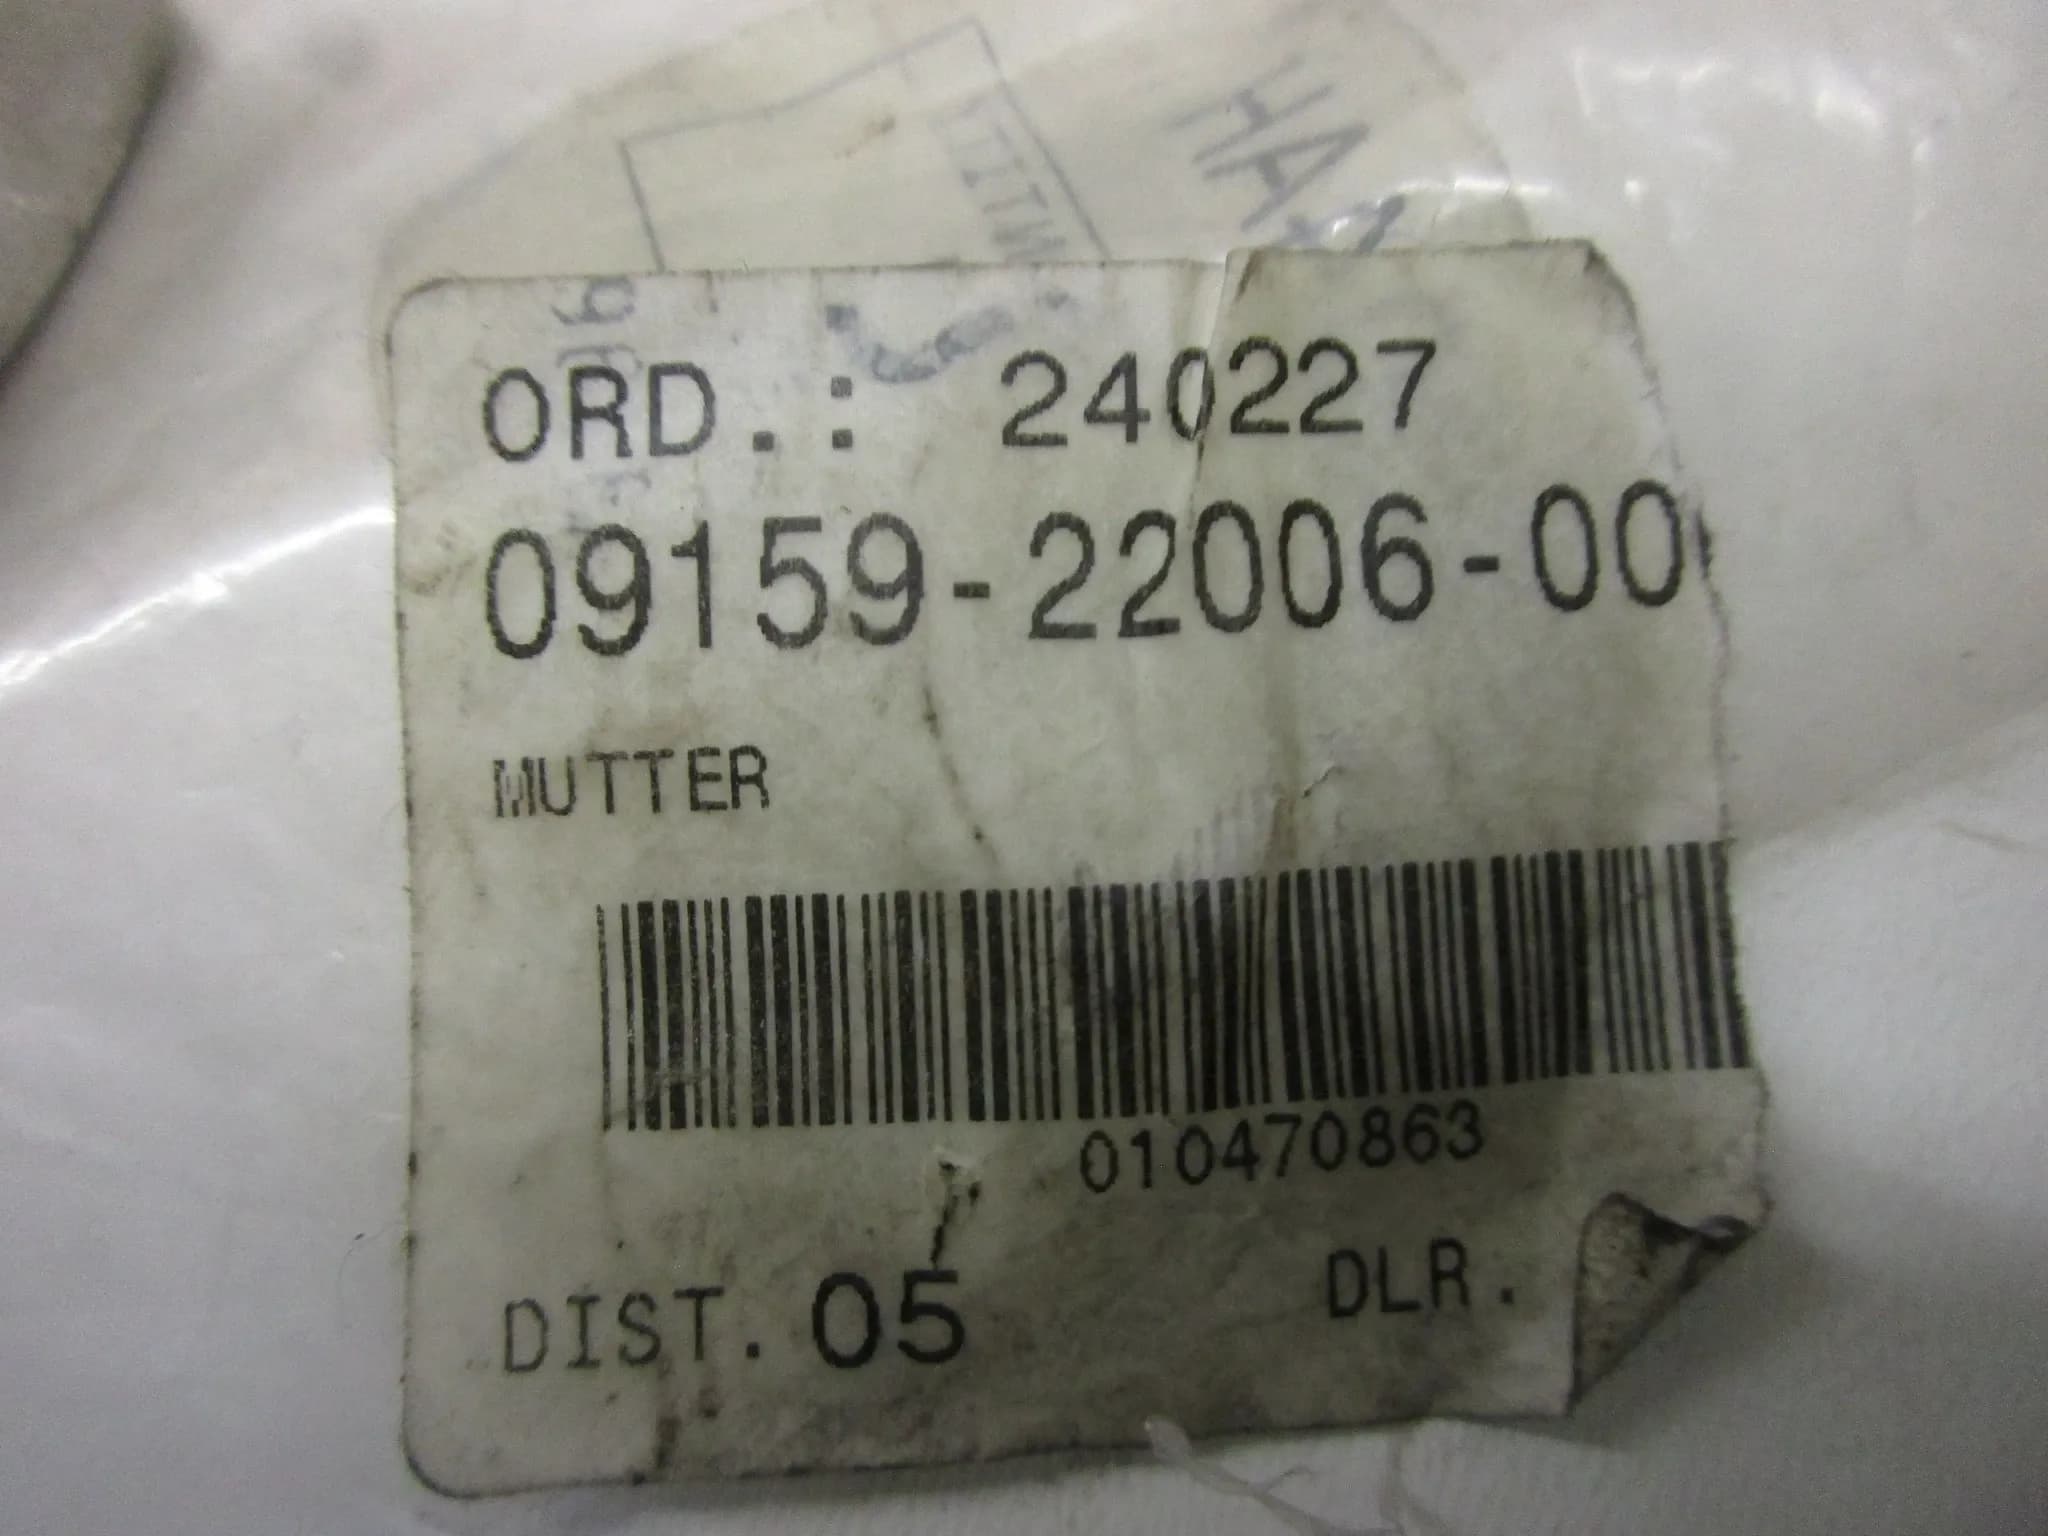 ORD.: 240227
09159-22006-00
MUTTER
010470863
DIST. 05 DLR.